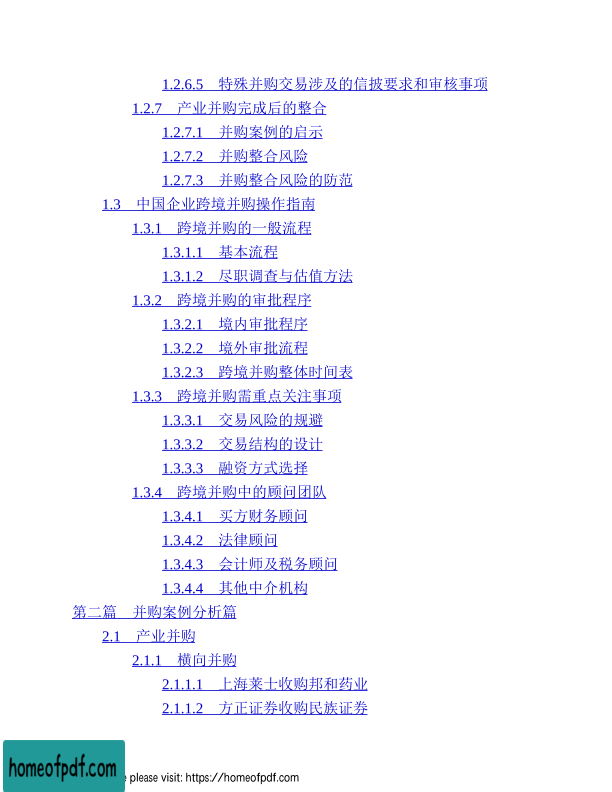 1.2.6.5　特殊并购交易涉及的信披要求和审核事项
1.2.7　产业并购完成后的整合
1.2.7.1　并购案例的启示
1.2.7.2　并购整合风险
1.2.7.3　并购整合风险的防范
1.3　中国企业跨境并购操作指南
1.3.1　跨境并购的一般流程
1.3.1.1　基本流程
1.3.1.2　尽职调查与估值方法
1.3.2　跨境并购的审批程序
1.3.2.1　境内审批程序
1.3.2.2　境外审批流程
1.3.2.3　跨境并购整体时间表
1.3.3　跨境并购需重点关注事项
1.3.3.1　交易风险的规避
1.3.3.2　交易结构的设计
1.3.3.3　融资方式选择
1.3.4　跨境并购中的顾问团队
1.3.4.1　买方财务顾问
1.3.4.2　法律顾问
1.3.4.3　会计师及税务顾问
1.3.4.4　其他中介机构
第二篇　并购案例分析篇
2.1　产业并购
2.1.1　横向并购
2.1.1.1　上海莱士收购邦和药业
2.1.1.2　方正证券收购民族证券
homeofpdf.com
please visit: https://homeofpdf.com